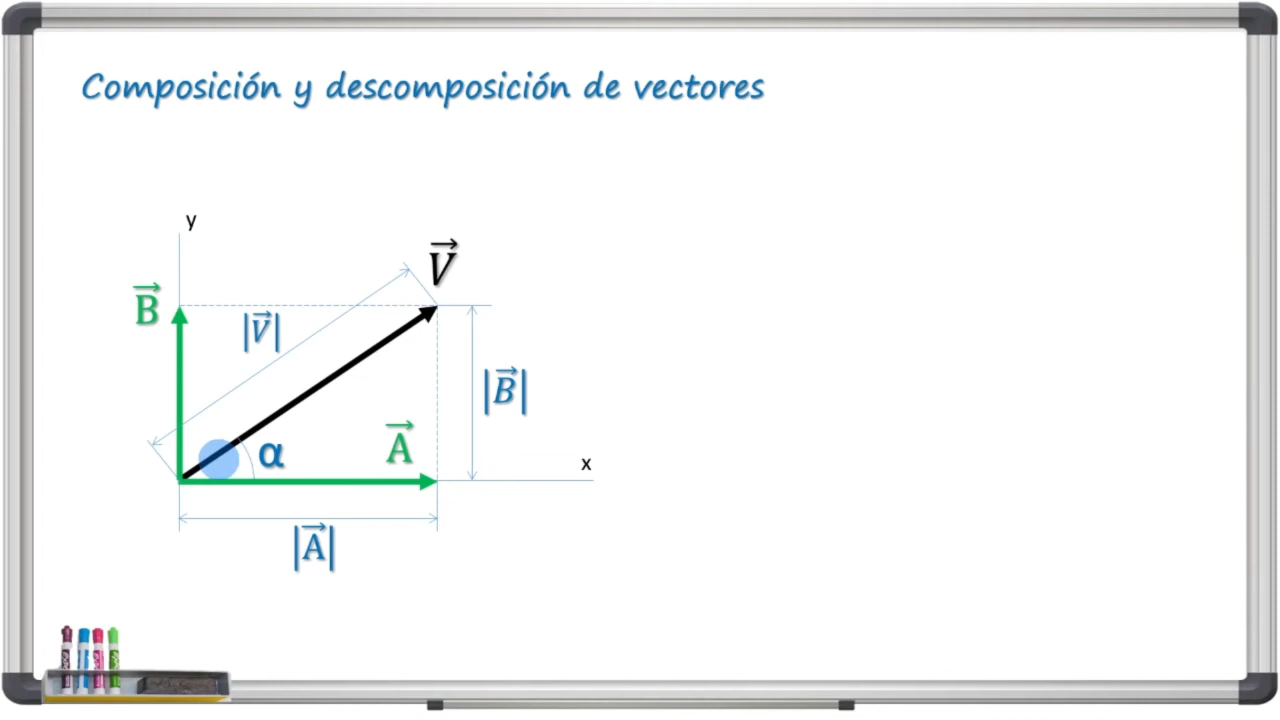 Composición y descomposición de vectores
y
V⃗
B⃗
|V⃗|
|B⃗|
A⃗
α
x
|A⃗|